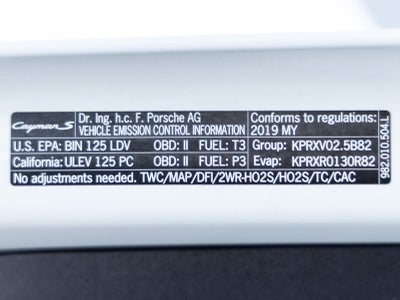 Cayman S
Dr. Ing. h.c. F. Porsche AG
VEHICLE EMISSION CONTROL INFORMATION
Conforms to regulations:
2019 MY
U.S. EPA: BIN 125 LDV OBD: II FUEL: T3 Group: KPRXV02.5B82
California: ULEV 125 PC OBD: II FUEL: P3 Evap: KPRXR0130R82
No adjustments needed. TWC/MAP/DFI/2WR-HO2S/HO2S/TC/CAC
982.010.504.L